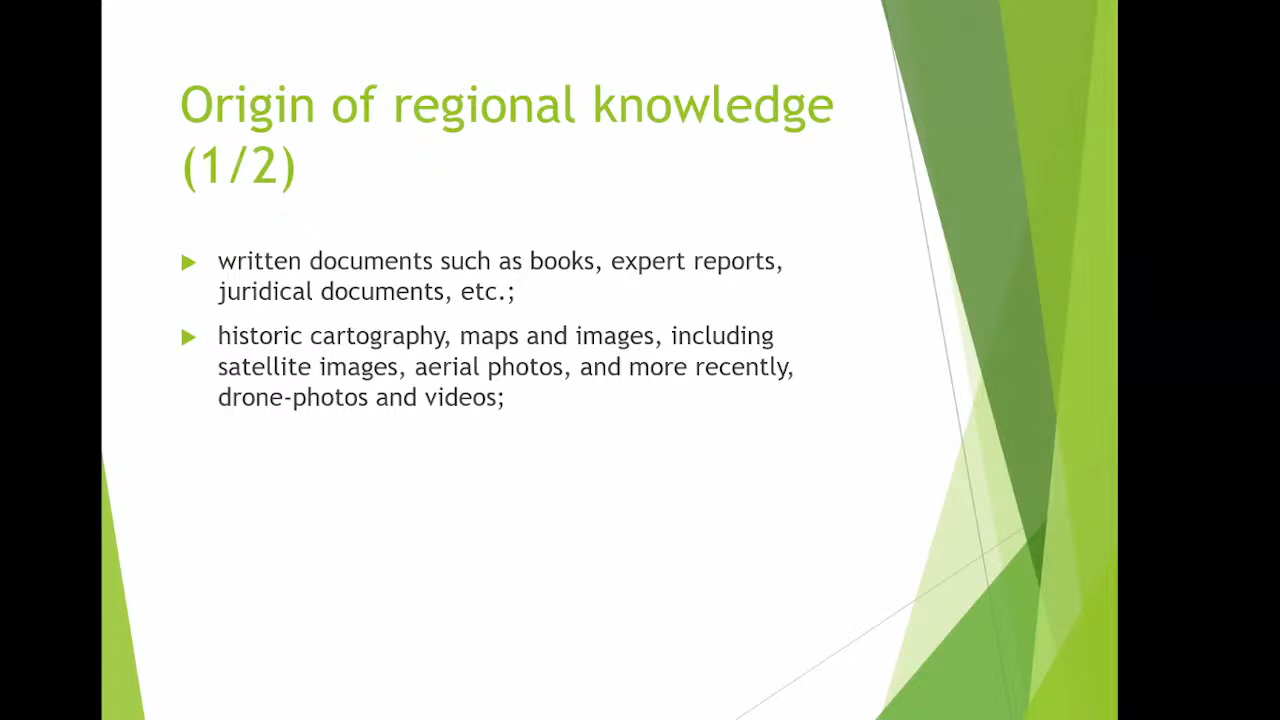 Origin of regional knowledge
(1/2)
written documents such as books, expert reports,
juridical documents, etc.;
historic cartography, maps and images, including
satellite images, aerial photos, and more recently,
drone-photos and videos;